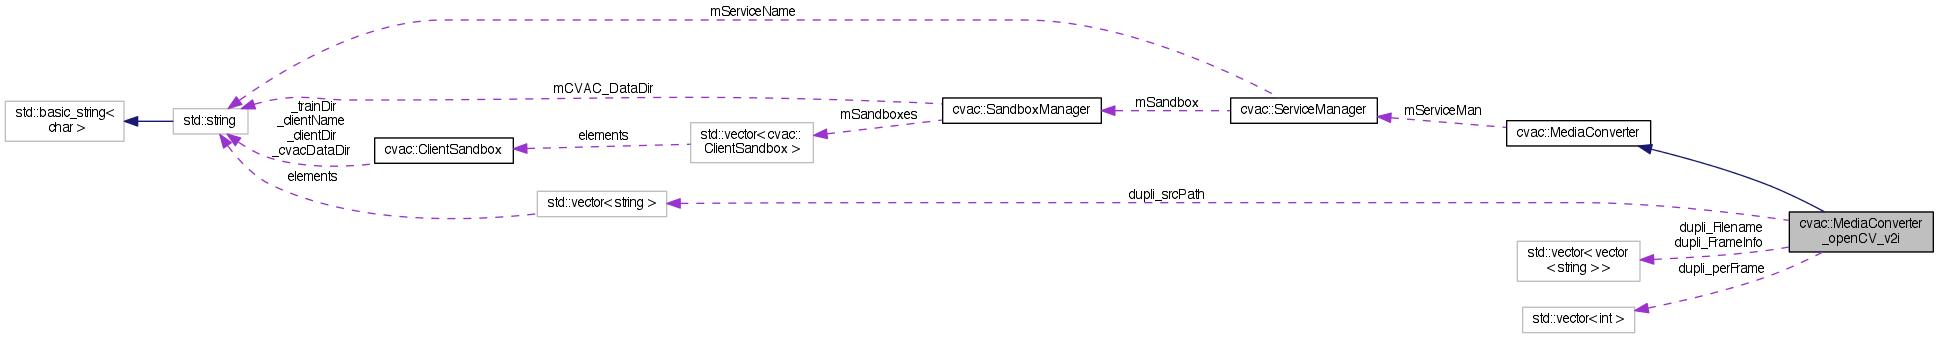 mServiceName
mCVAC_DataDir
_trainDir
_clientName
_clientDir
_cvacDataDir
elements
std::basic_string<
char >
std::string
cvac::ClientSandbox
elements
std::vector< cvac::
ClientSandbox >
mSandboxes
cvac::SandboxManager
mSandbox
cvac::ServiceManager
mServiceMan
cvac::MediaConverter
elements
std::vector< string >
dupli_srcPath
cvac::MediaConverter
_openCV_v2i
dupli_Filename
dupli_FrameInfo
std::vector< vector
< string > >
dupli_perFrame
std::vector< int >